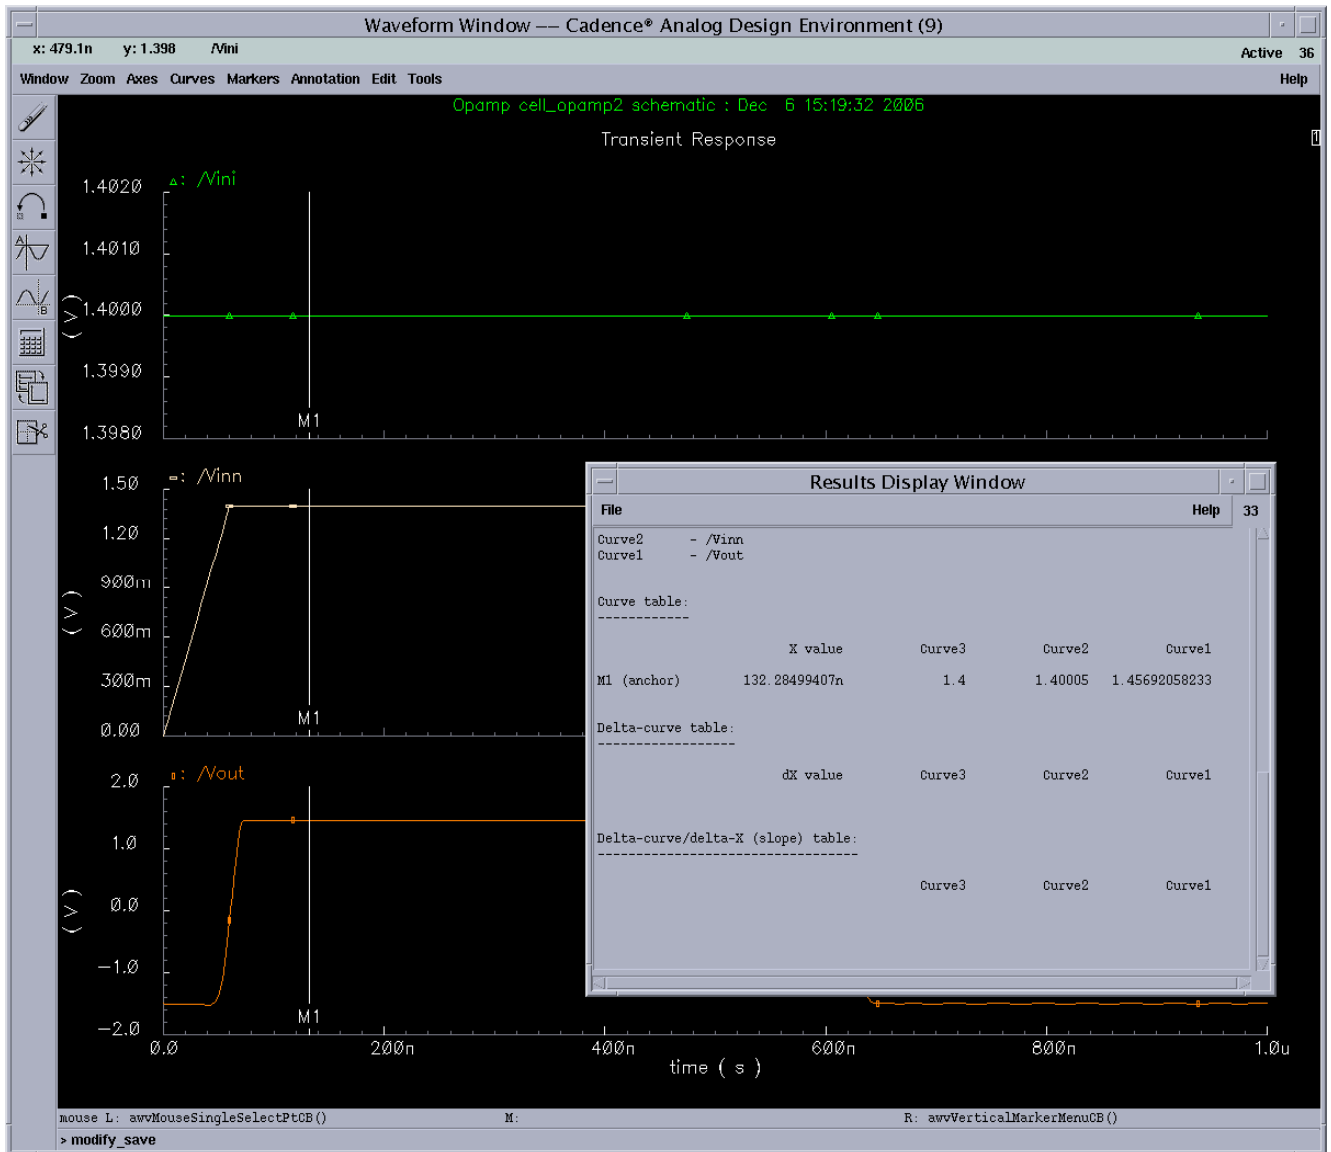 Waveform Window –– Cadence® Analog Design Environment (9)
x: 479.1n y: 1.398 /Vini
Active 36
Window Zoom Axes Curves Markers Annotation Edit Tools Help
Opamp cell_opamp2 schematic : Dec 6 15:19:32 2006
Transient Response
1
A
B
: /Vini
1.4020
1.4010
1.4000
1.3990
1.3980
(V)
M1
: /Vinn
1.50
1.20
900m
600m
300m
0.00
(V)
M1
: /Vout
2.0
1.0
0.0
−1.0
−2.0
(V)
M1
0.0 200n 400n 600n 800n 1.0u
time ( s )
Results Display Window
File Help 33
Curve2 - /Vinn
Curve1 - /Vout
Curve table:
------------
X value Curve3 Curve2 Curve1
M1 (anchor) 132.28499407n 1.4 1.40005 1.45692058233
Delta-curve table:
------------------
dX value Curve3 Curve2 Curve1
Delta-curve/delta-X (slope) table:
----------------------------------
Curve3 Curve2 Curve1
mouse L: awvMouseSingleSelectPtCB() M: R: awvVerticalMarkerMenuCB()
> modify_save